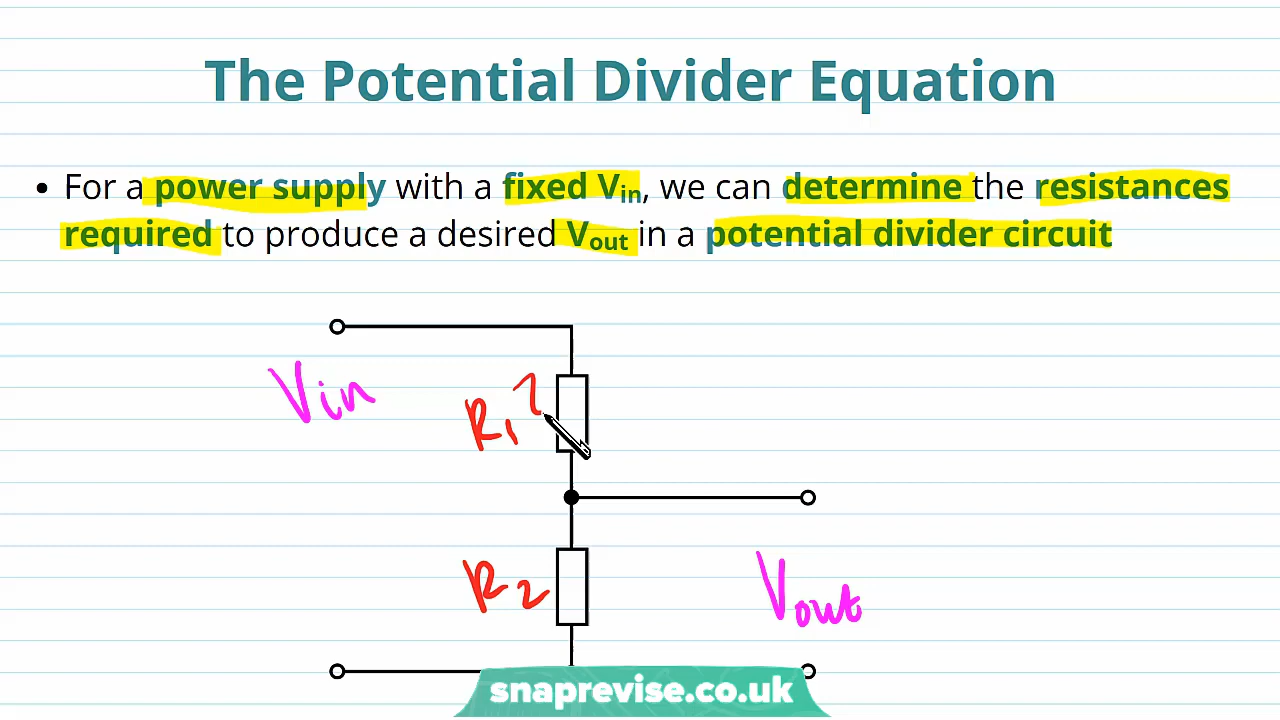 The Potential Divider Equation
• For a power supply with a fixed Vin, we can determine the resistances
required to produce a desired Vout in a potential divider circuit
Vin
R1?
R2
Vout
snaprevise.co.uk